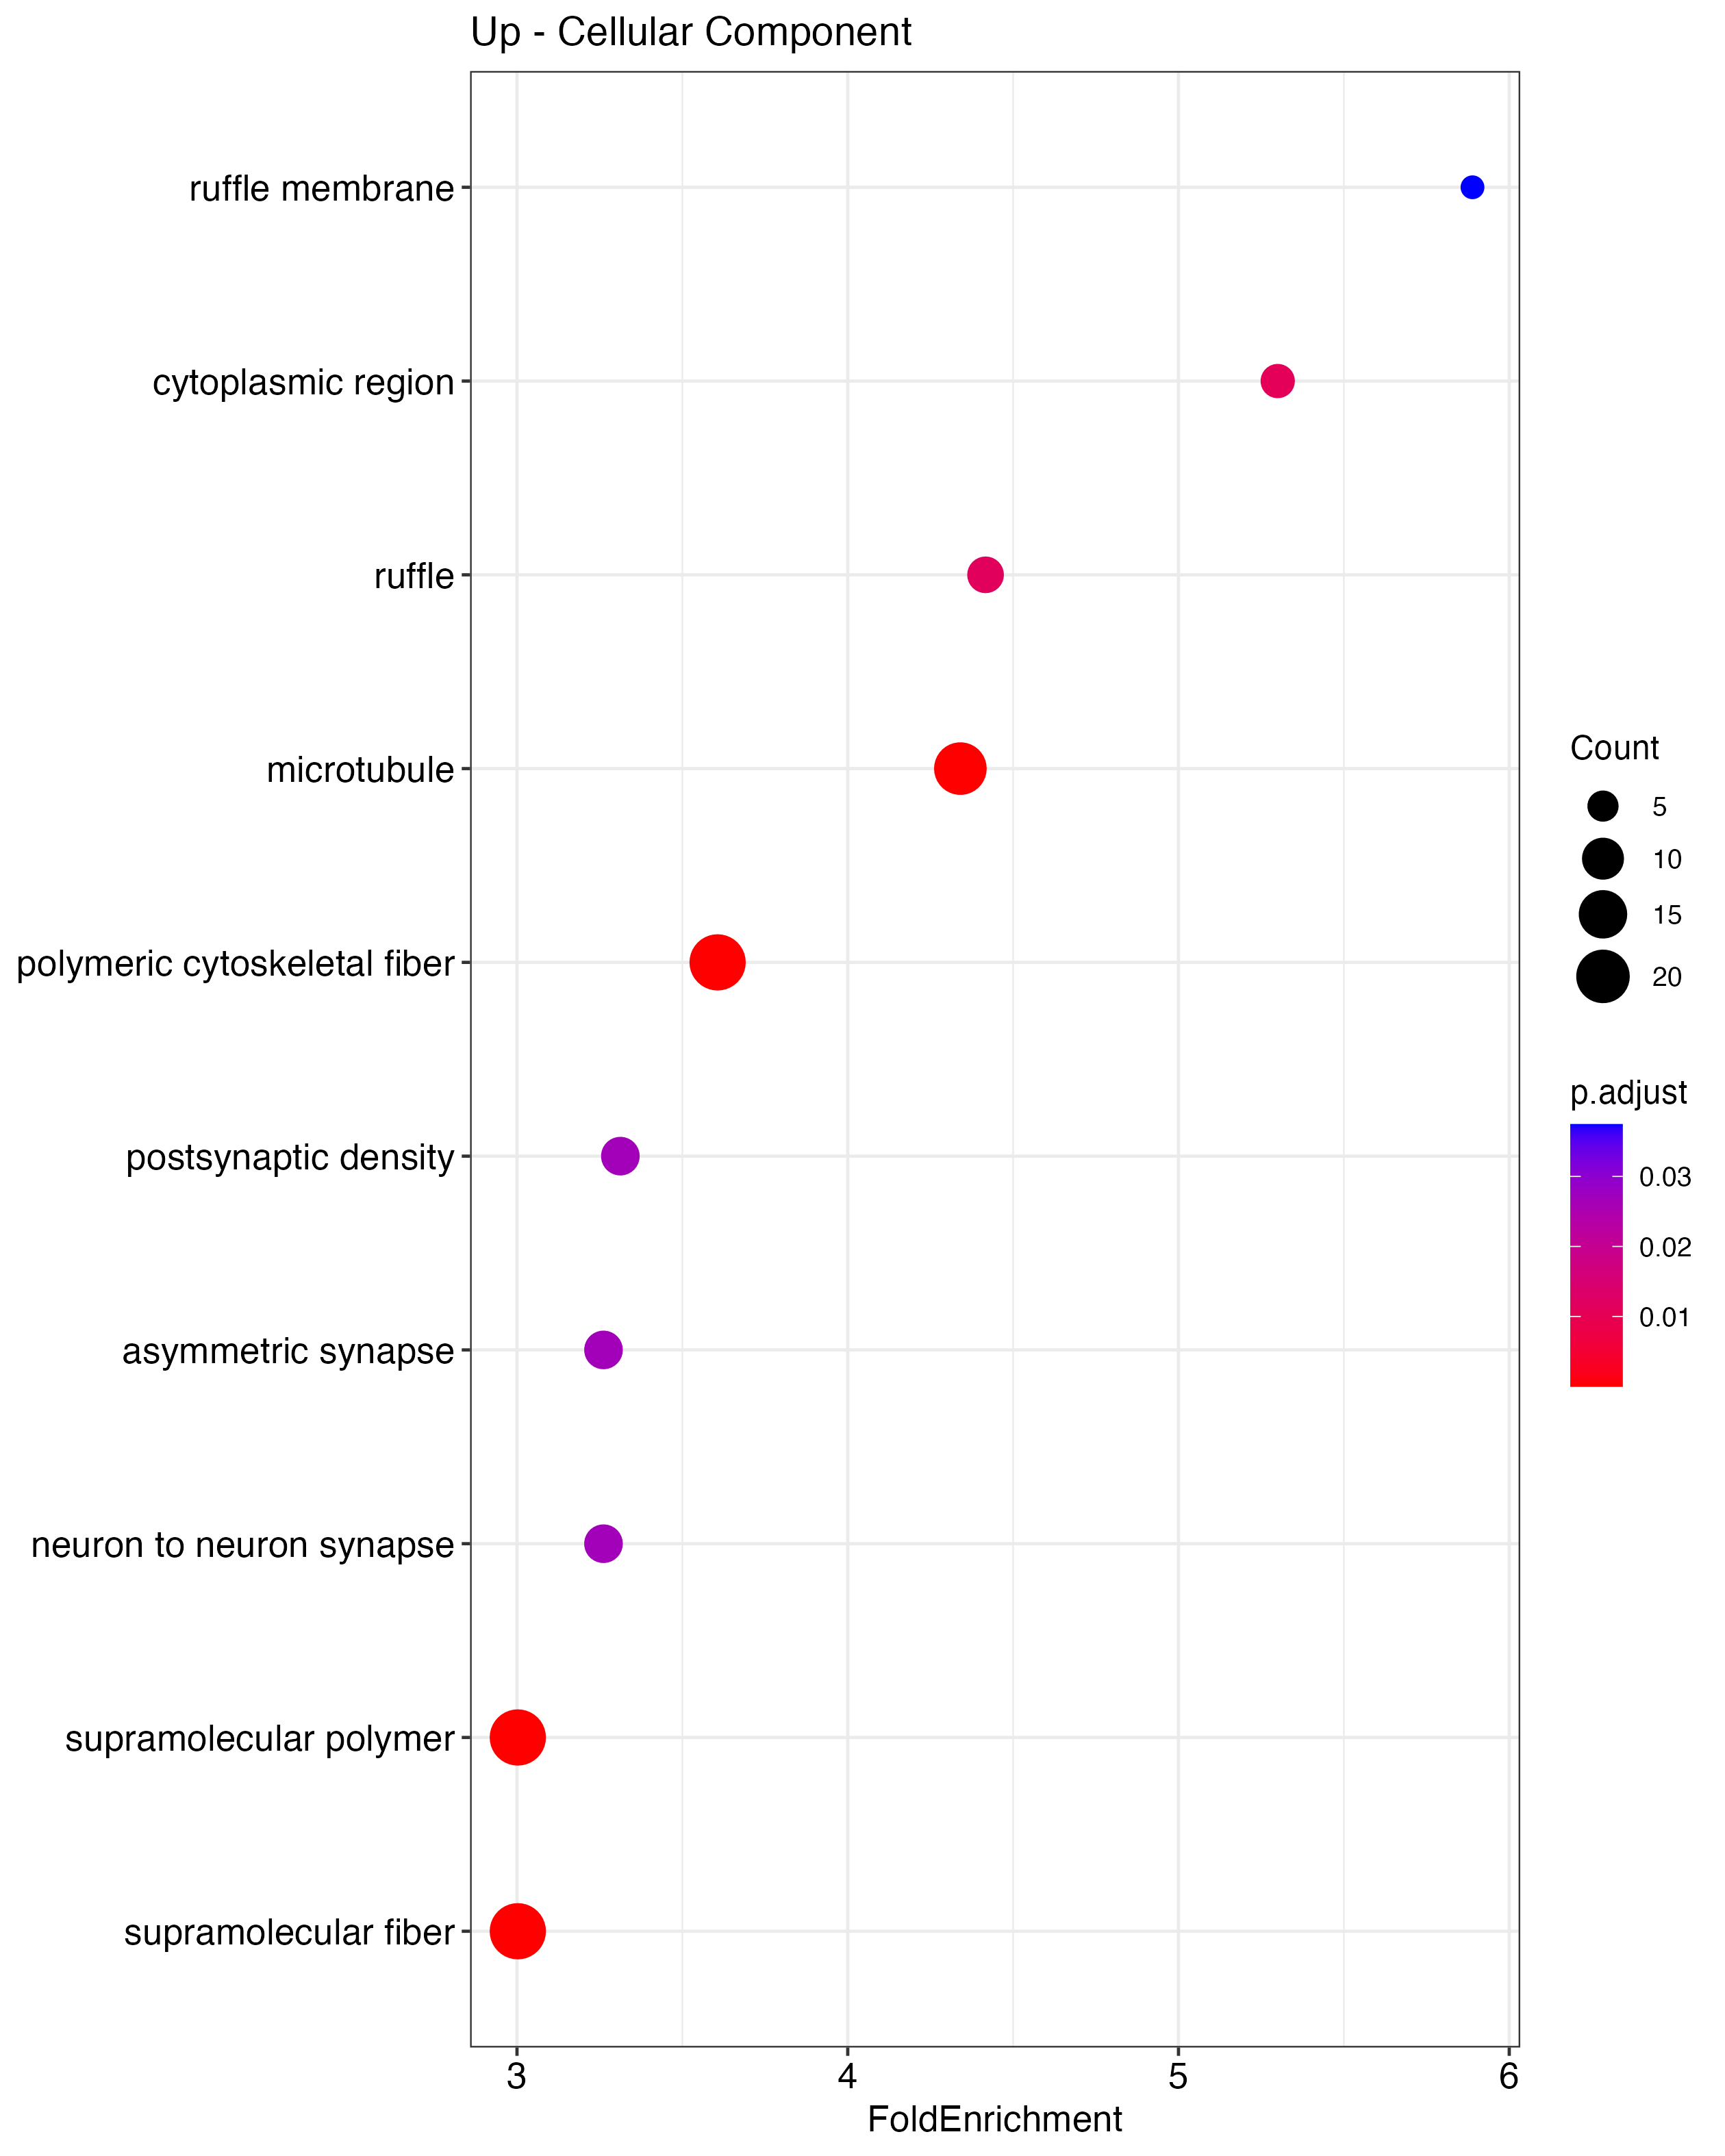 Up - Cellular Component
ruffle membrane
cytoplasmic region
ruffle
microtubule
polymeric cytoskeletal fiber
postsynaptic density
asymmetric synapse
neuron to neuron synapse
supramolecular polymer
supramolecular fiber
3 4 5 6
FoldEnrichment
Count
5
10
15
20
p.adjust
0.03
0.02
0.01